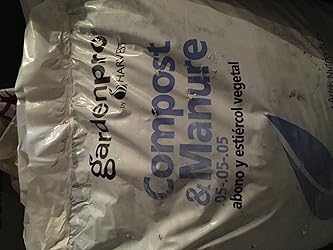 gardenpro
by HARVEST
Compost
& Manure
05-.05-.05
abono y estiércol vegetal